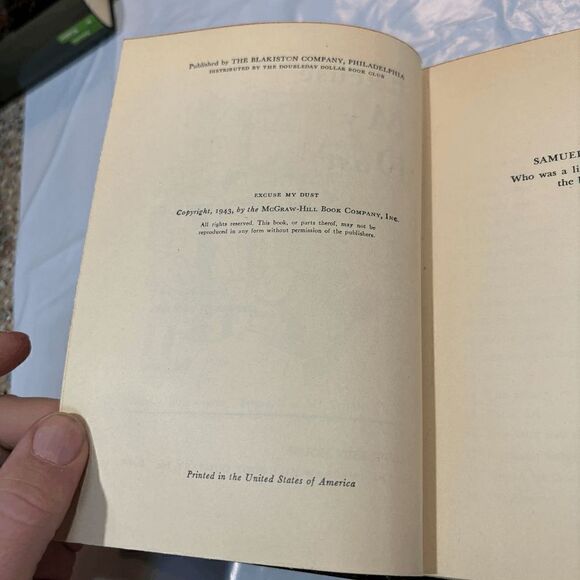 Published by THE BLAKISTON COMPANY, PHILADELPHIA
DISTRIBUTED BY THE DOUBLEDAY DOLLAR BOOK CLUB
EXCUSE MY DUST
Copyright, 1943, by the McGraw-Hill Book Company, Inc.
All rights reserved. This book, or parts therof, may not be
reproduced in any form without permission of the publishers.
Printed in the United States of America
SAMUEL
Who was a li
the